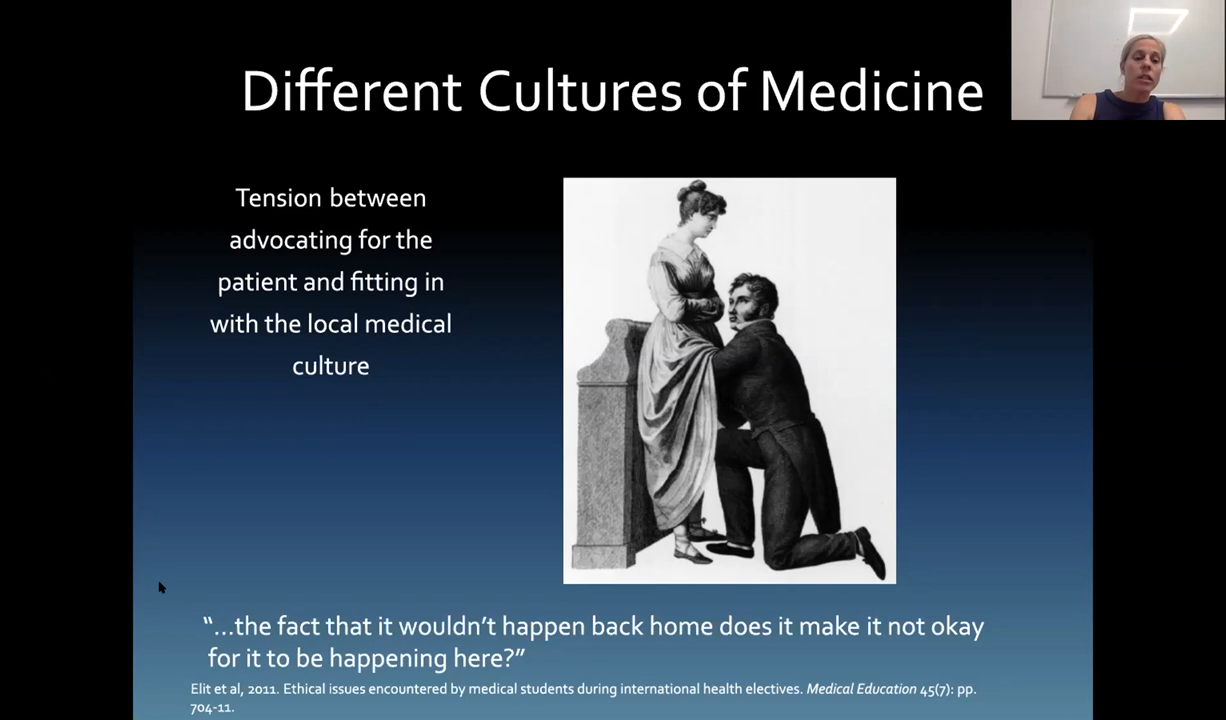 Different Cultures of Medicine
Tension between
advocating for the
patient and fitting in
with the local medical
culture
“...the fact that it wouldn’t happen back home does it make it not okay
for it to be happening here?”
Elit et al, 2011. Ethical issues encountered by medical students during international health electives. Medical Education 45(7): pp.
704-11.